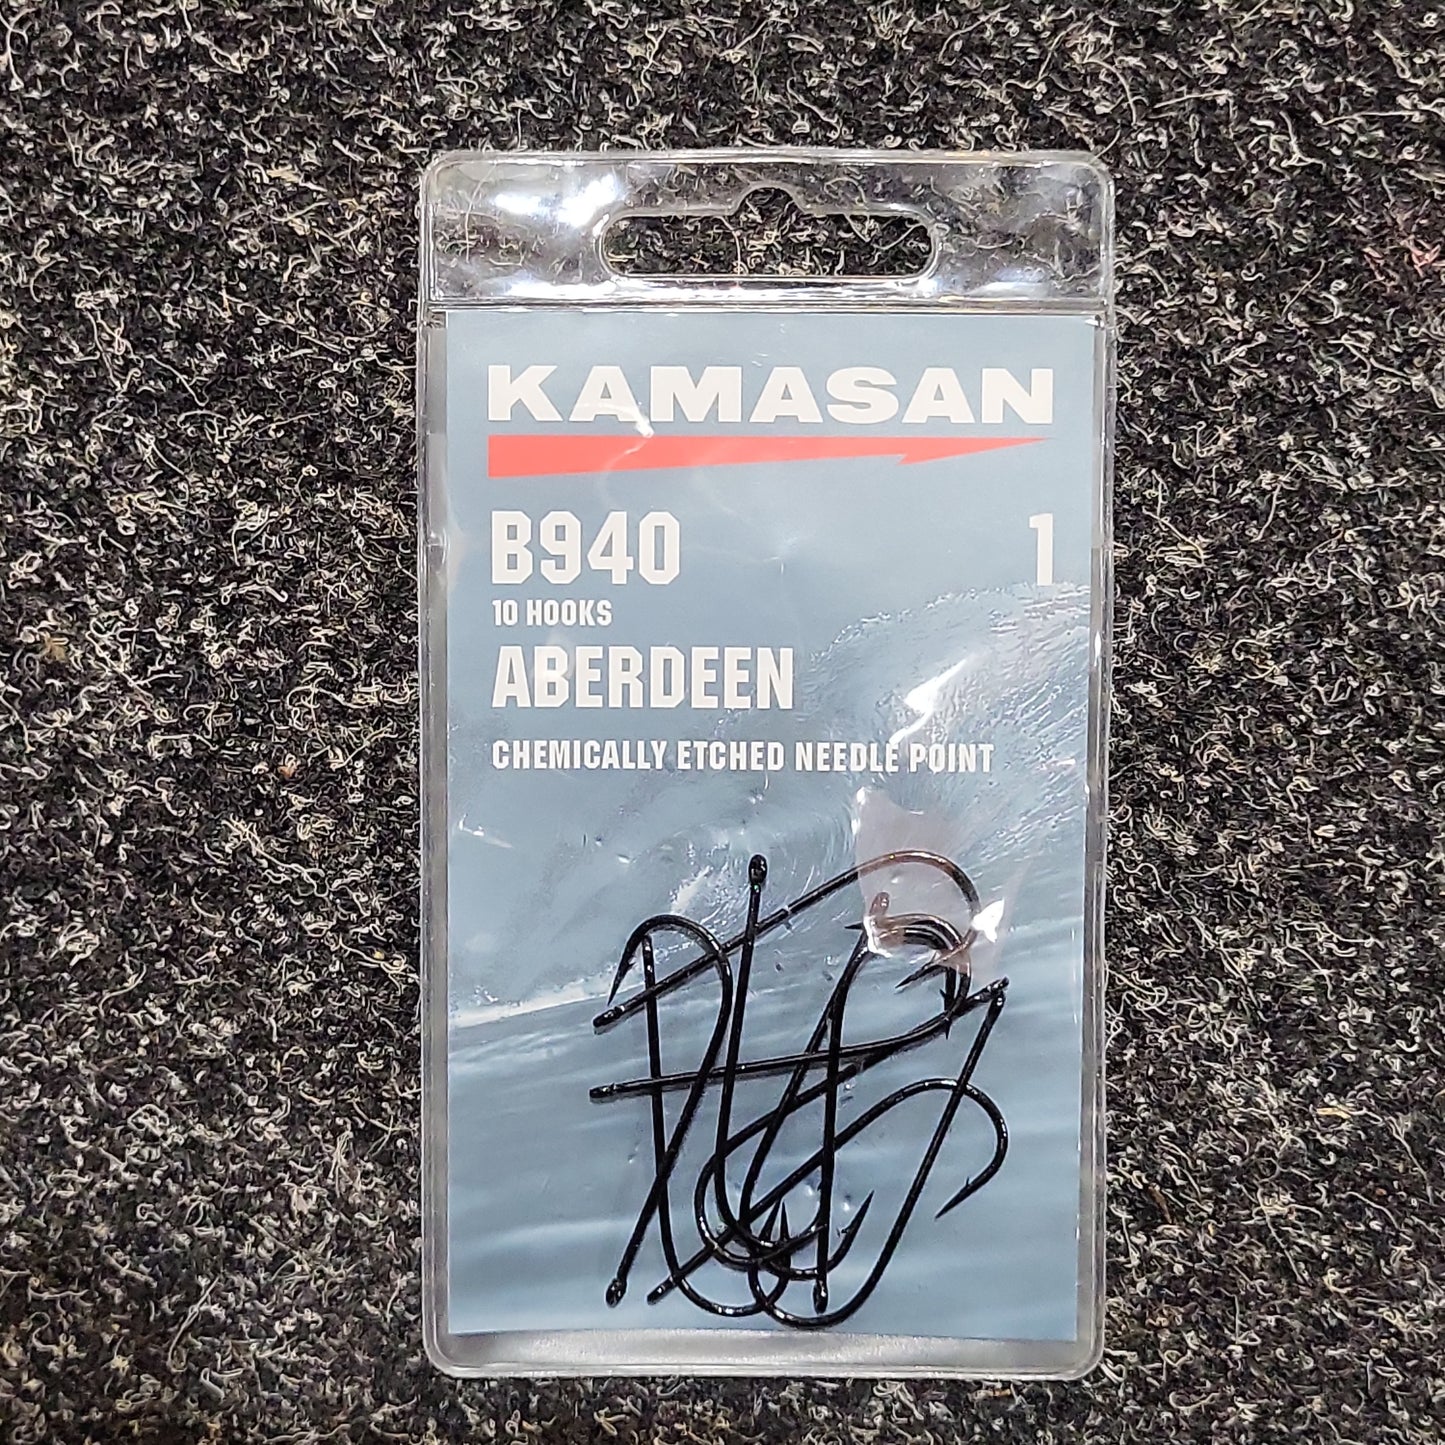 KAMASAN
B940 1
10 HOOKS
ABERDEEN
CHEMICALLY ETCHED NEEDLE POINT